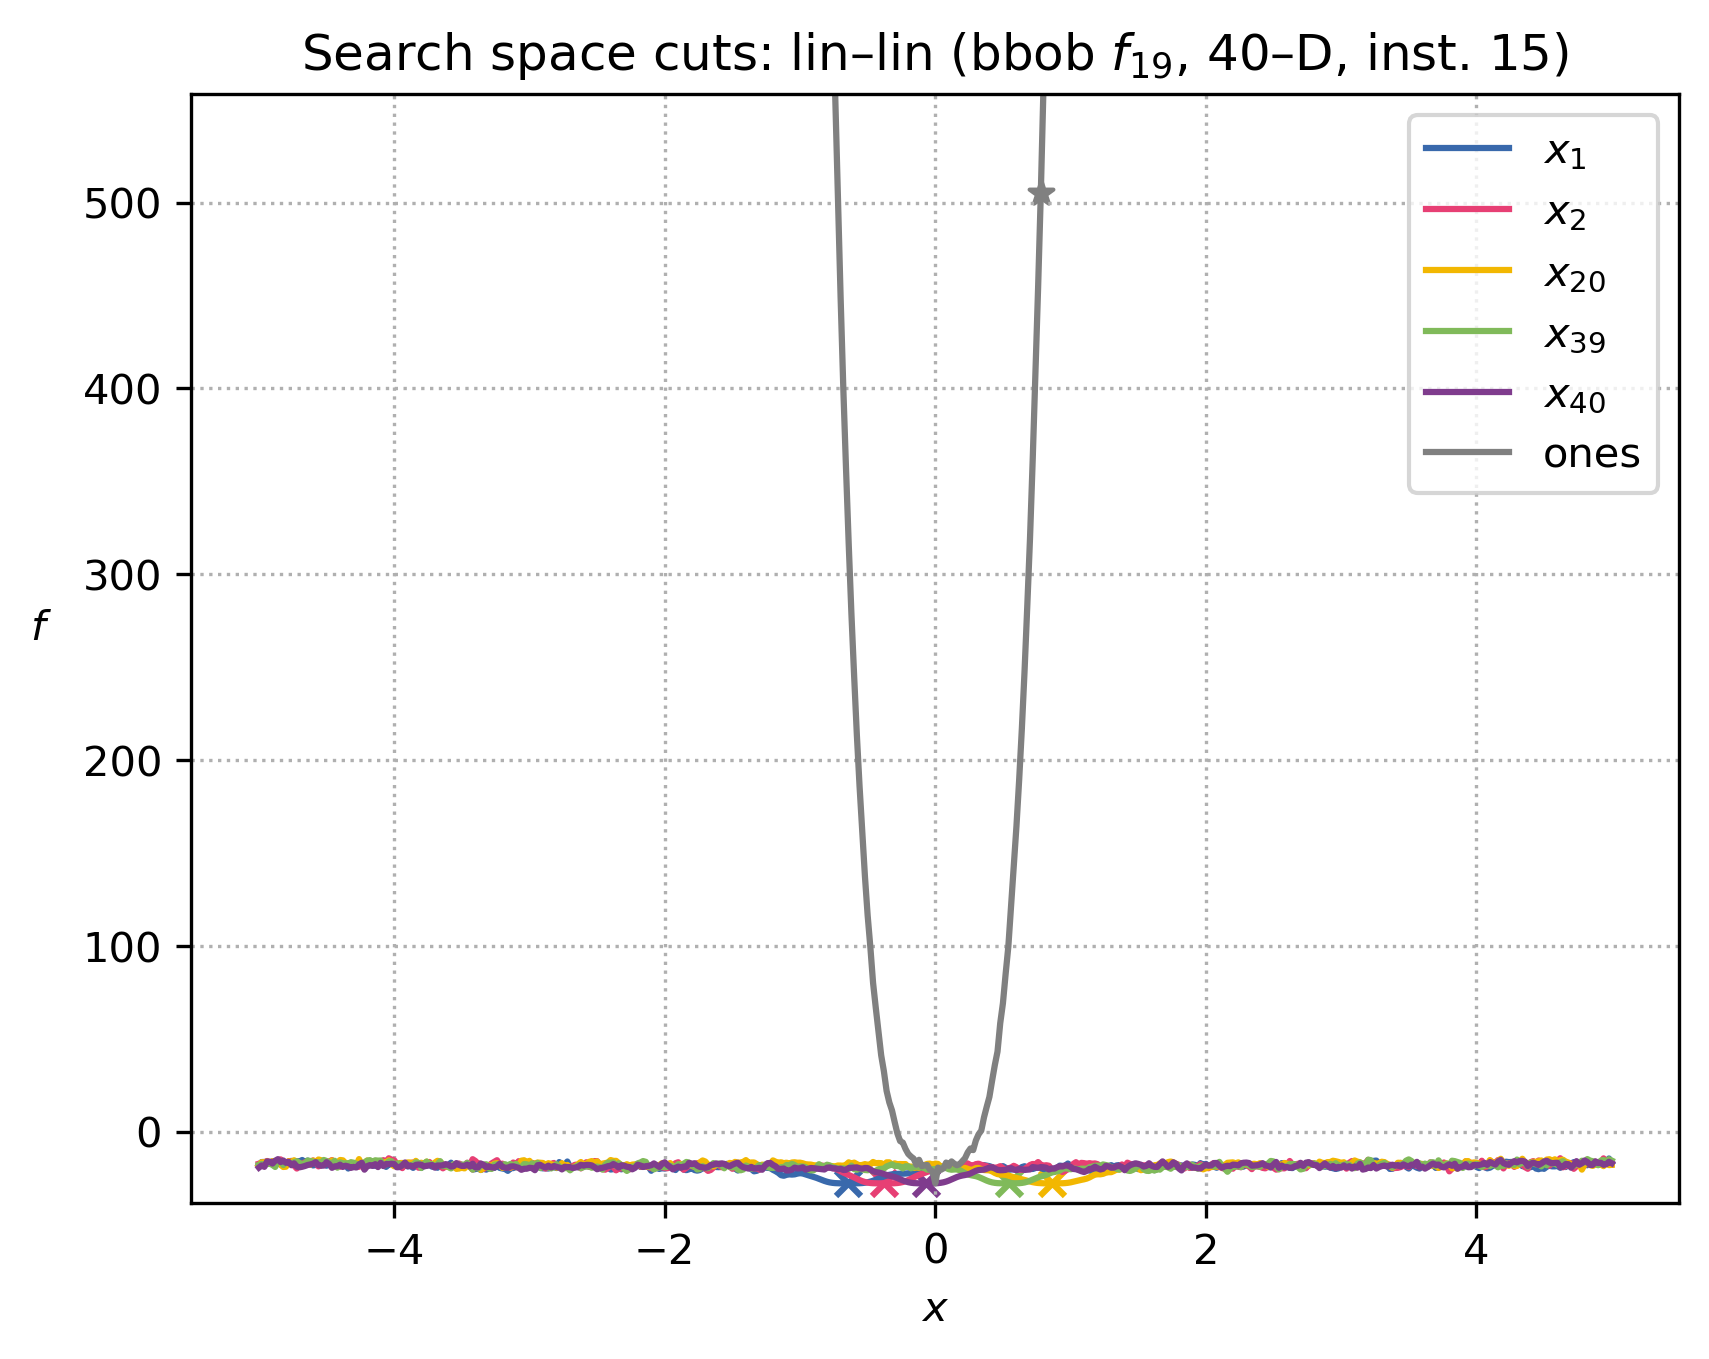 Search space cuts: lin–lin (bbob f₁₉, 40–D, inst. 15)
x₁
x₂
x₂₀
x₃₉
x₄₀
ones
500
400
300
200
100
0
f
−4 −2 0 2 4
x